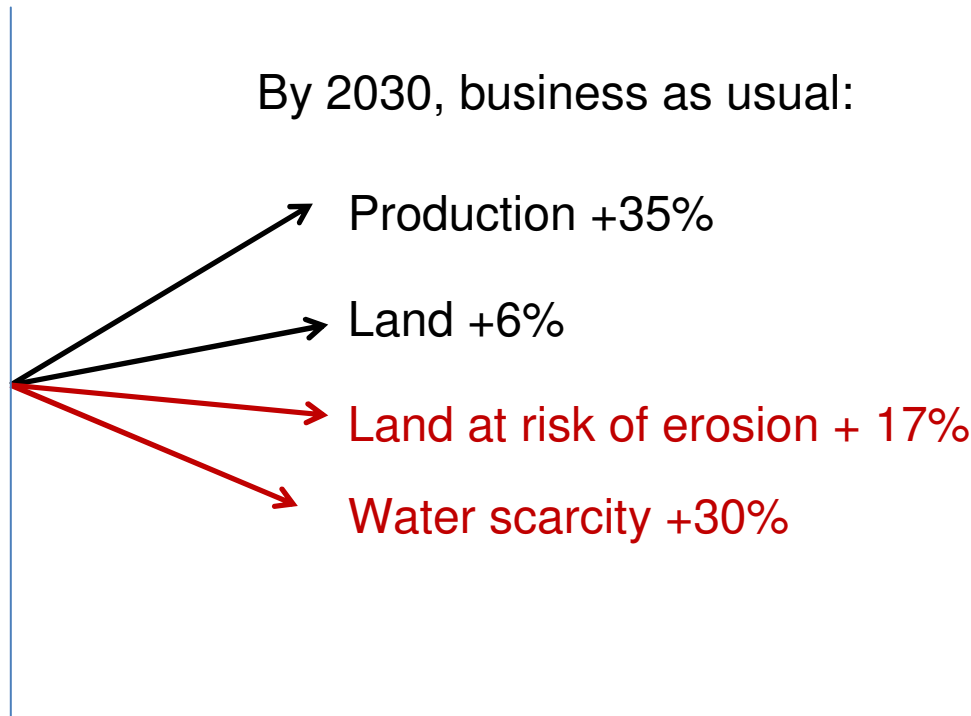 By 2030, business as usual:
Production +35%
Land +6%
Land at risk of erosion + 17%
Water scarcity +30%